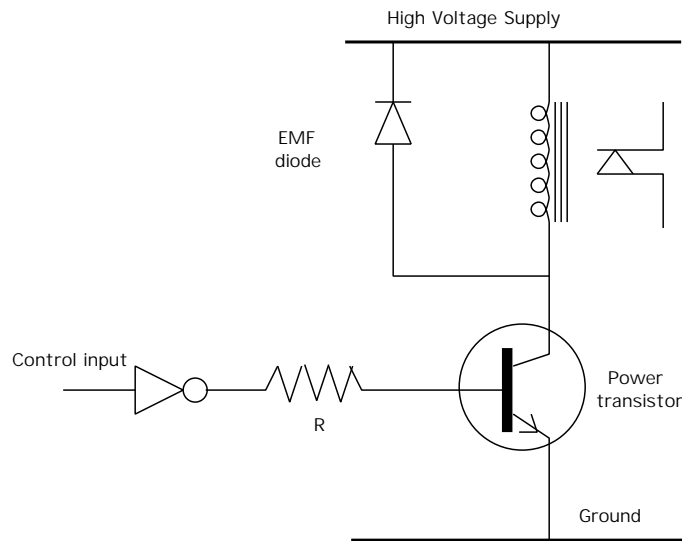 High Voltage Supply
EMF
diode
Control input
R
Power
transistor
Ground